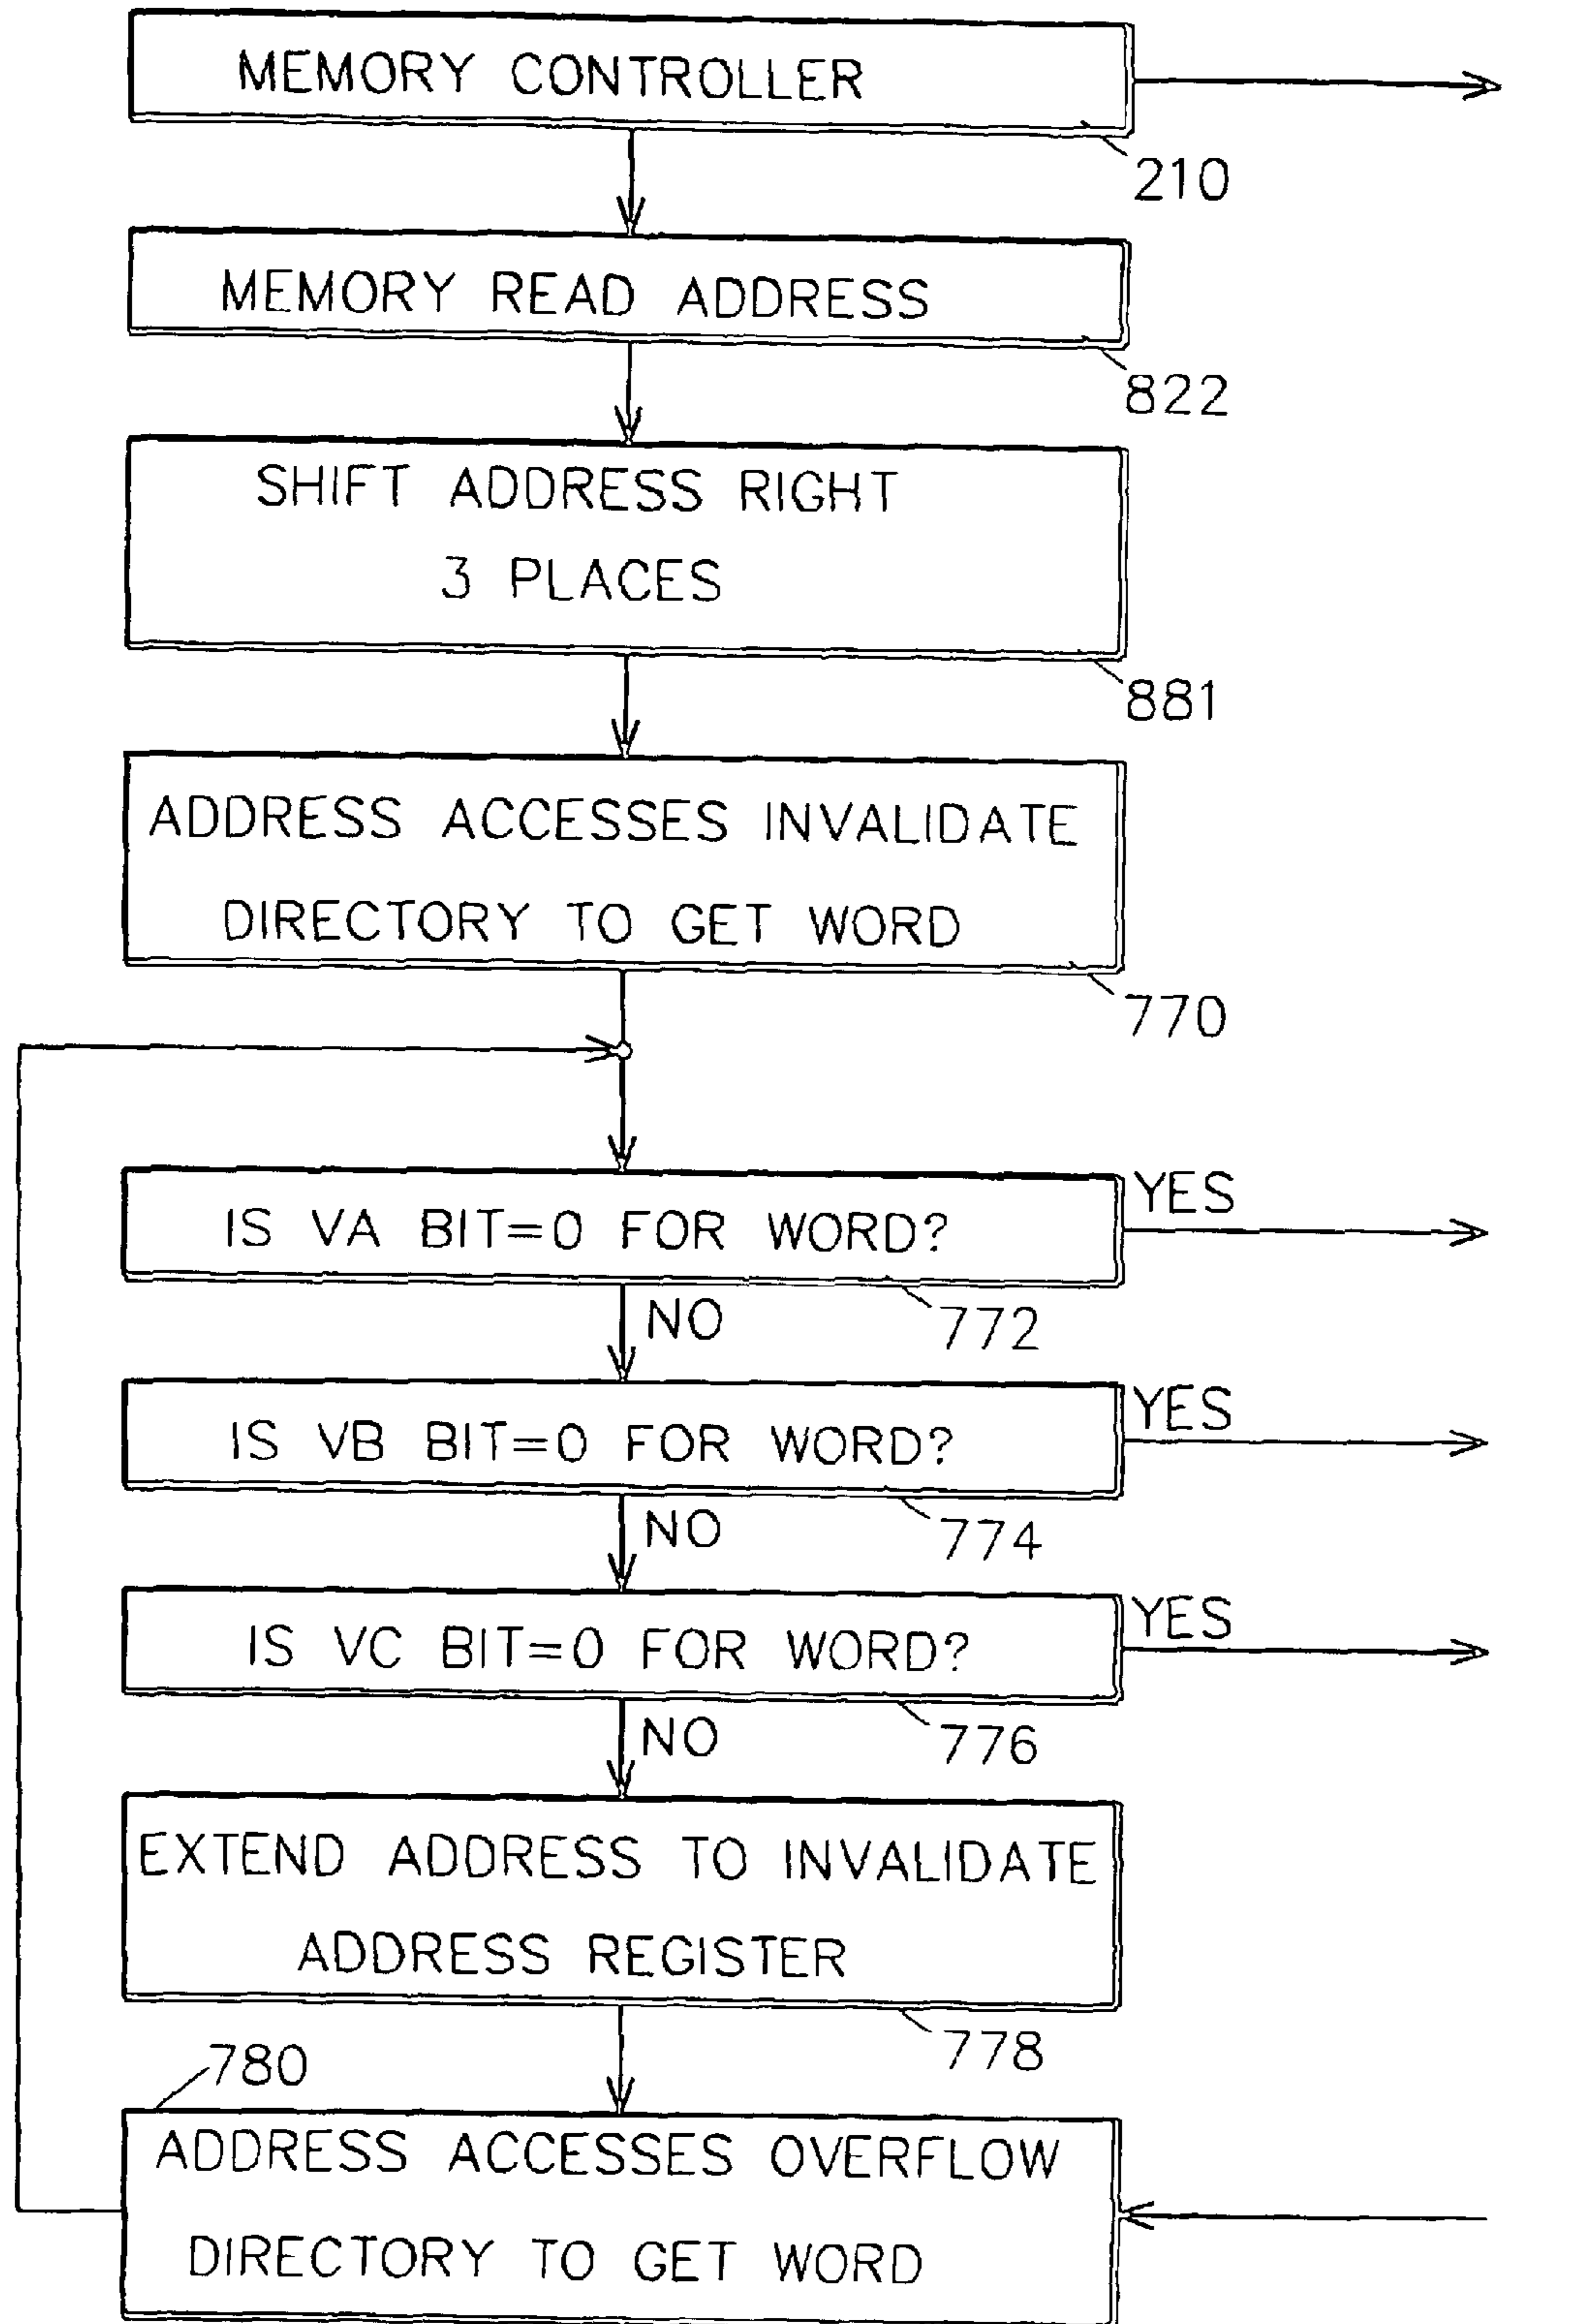 MEMORY CONTROLLER
210
MEMORY READ ADDRESS
822
SHIFT ADDRESS RIGHT
3 PLACES
881
ADDRESS ACCESSES INVALIDATE
DIRECTORY TO GET WORD
770
IS VA BIT=0 FOR WORD?
YES
NO
772
IS VB BIT=0 FOR WORD?
YES
NO
774
IS VC BIT=0 FOR WORD?
YES
NO
776
EXTEND ADDRESS TO INVALIDATE
ADDRESS REGISTER
778
780
ADDRESS ACCESSES OVERFLOW
DIRECTORY TO GET WORD